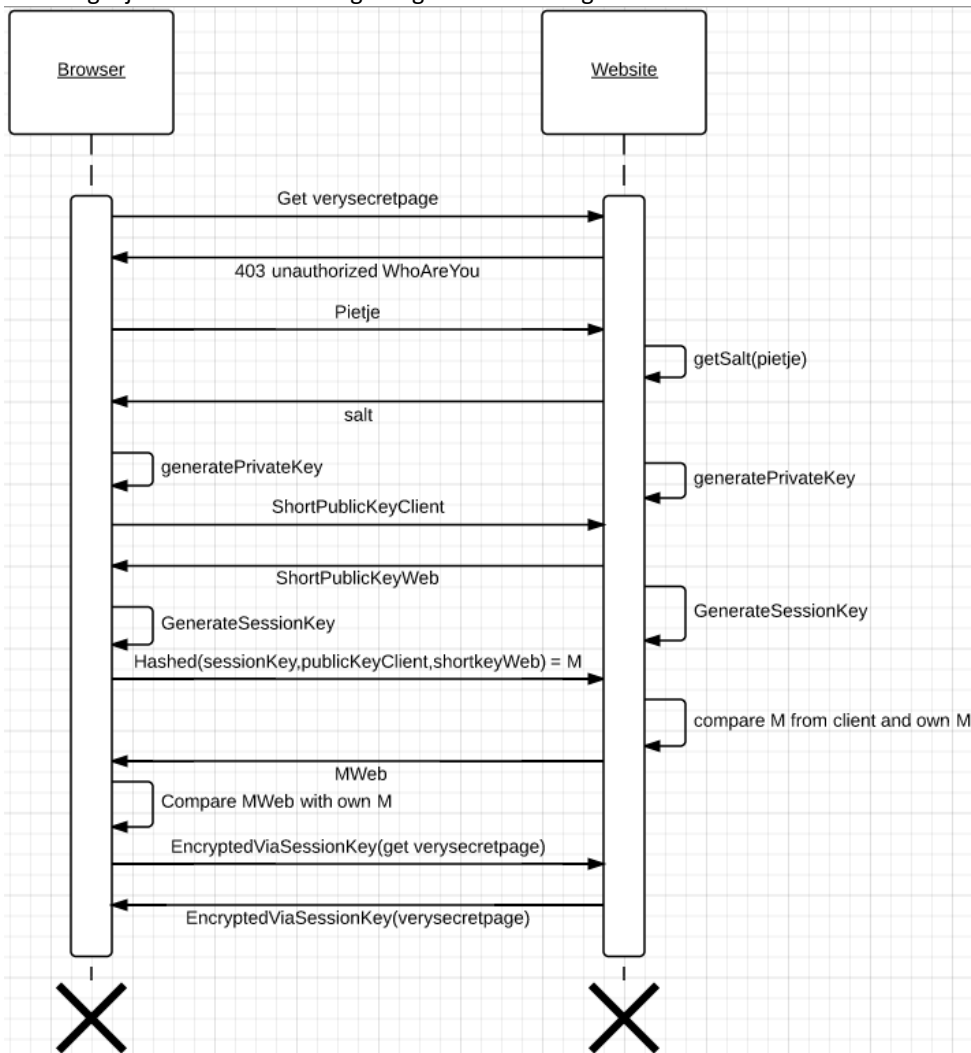 Browser
Website
Get verysecretpage
403 unauthorized WhoAreYou
Pietje
getSalt(pietje)
salt
generatePrivateKey
generatePrivateKey
ShortPublicKeyClient
ShortPublicKeyWeb
GenerateSessionKey
GenerateSessionKey
Hashed(sessionKey,publicKeyClient,shortkeyWeb) = M
compare M from client and own M
MWeb
Compare MWeb with own M
EncryptedViaSessionKey(get verysecretpage)
EncryptedViaSessionKey(verysecretpage)